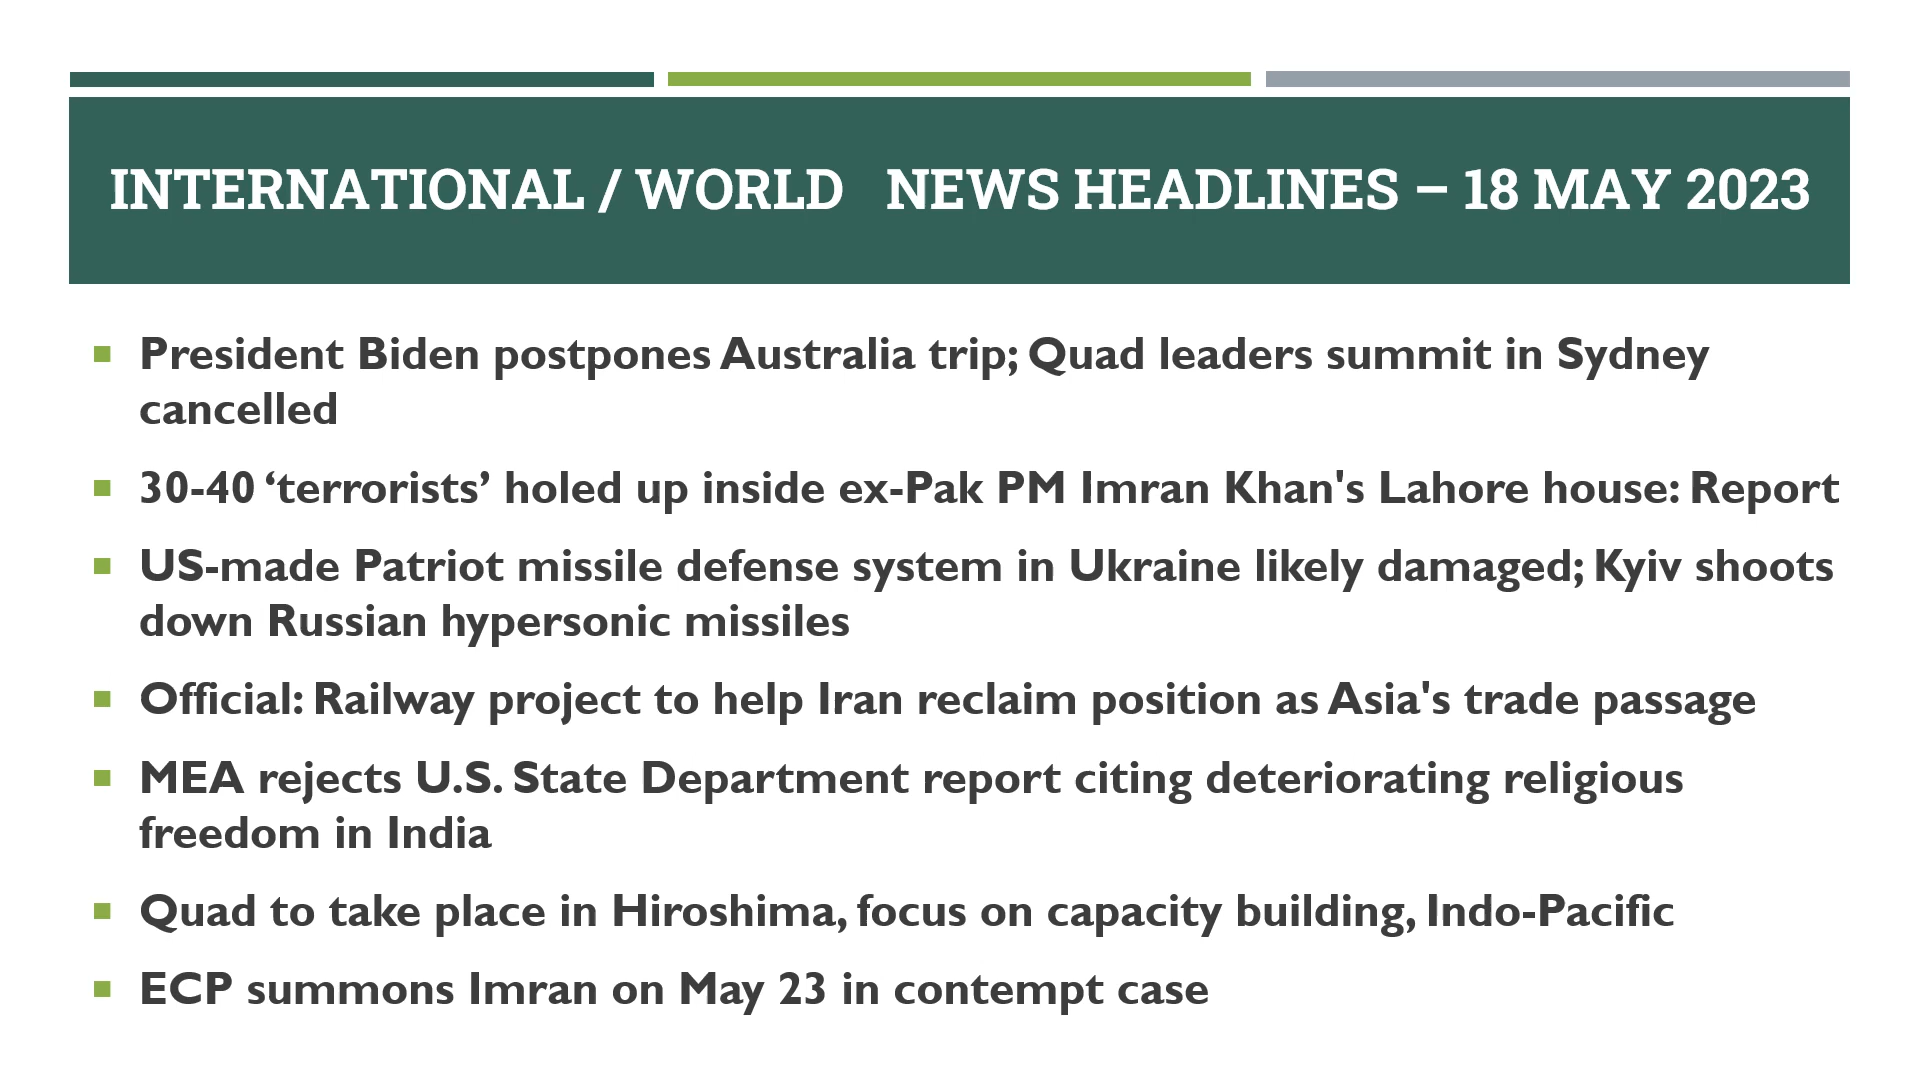 INTERNATIONAL / WORLD NEWS HEADLINES – 18 MAY 2023
President Biden postpones Australia trip; Quad leaders summit in Sydney
cancelled
30-40 ‘terrorists’ holed up inside ex-Pak PM Imran Khan's Lahore house: Report
US-made Patriot missile defense system in Ukraine likely damaged; Kyiv shoots
down Russian hypersonic missiles
Official: Railway project to help Iran reclaim position as Asia's trade passage
MEA rejects U.S. State Department report citing deteriorating religious
freedom in India
Quad to take place in Hiroshima, focus on capacity building, Indo-Pacific
ECP summons Imran on May 23 in contempt case